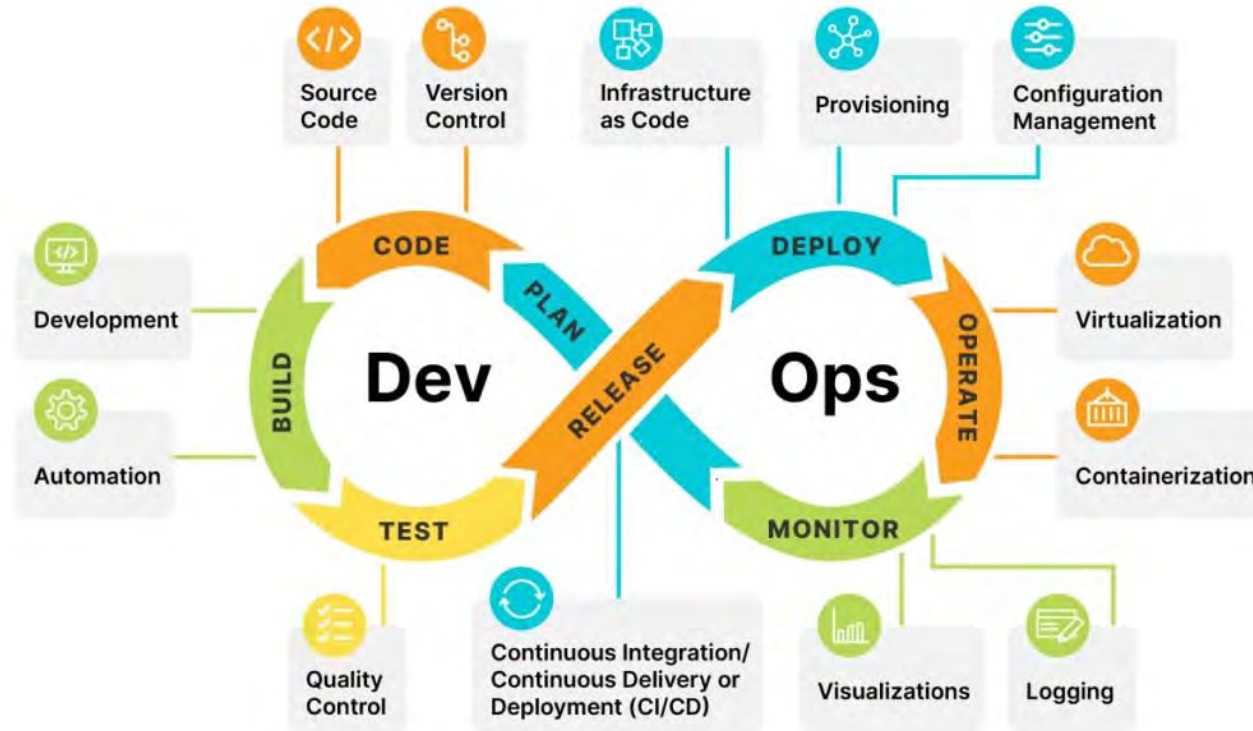 Source
Code
Version
Control
Infrastructure
as Code
Provisioning
Configuration
Management
CODE
DEPLOY
PLAN
Development
Virtualization
BUILD
Dev
RELEASE
Ops
OPERATE
Automation
Containerization
TEST
MONITOR
Quality
Control
Continuous Integration/
Continuous Delivery or
Deployment (CI/CD)
Visualizations
Logging